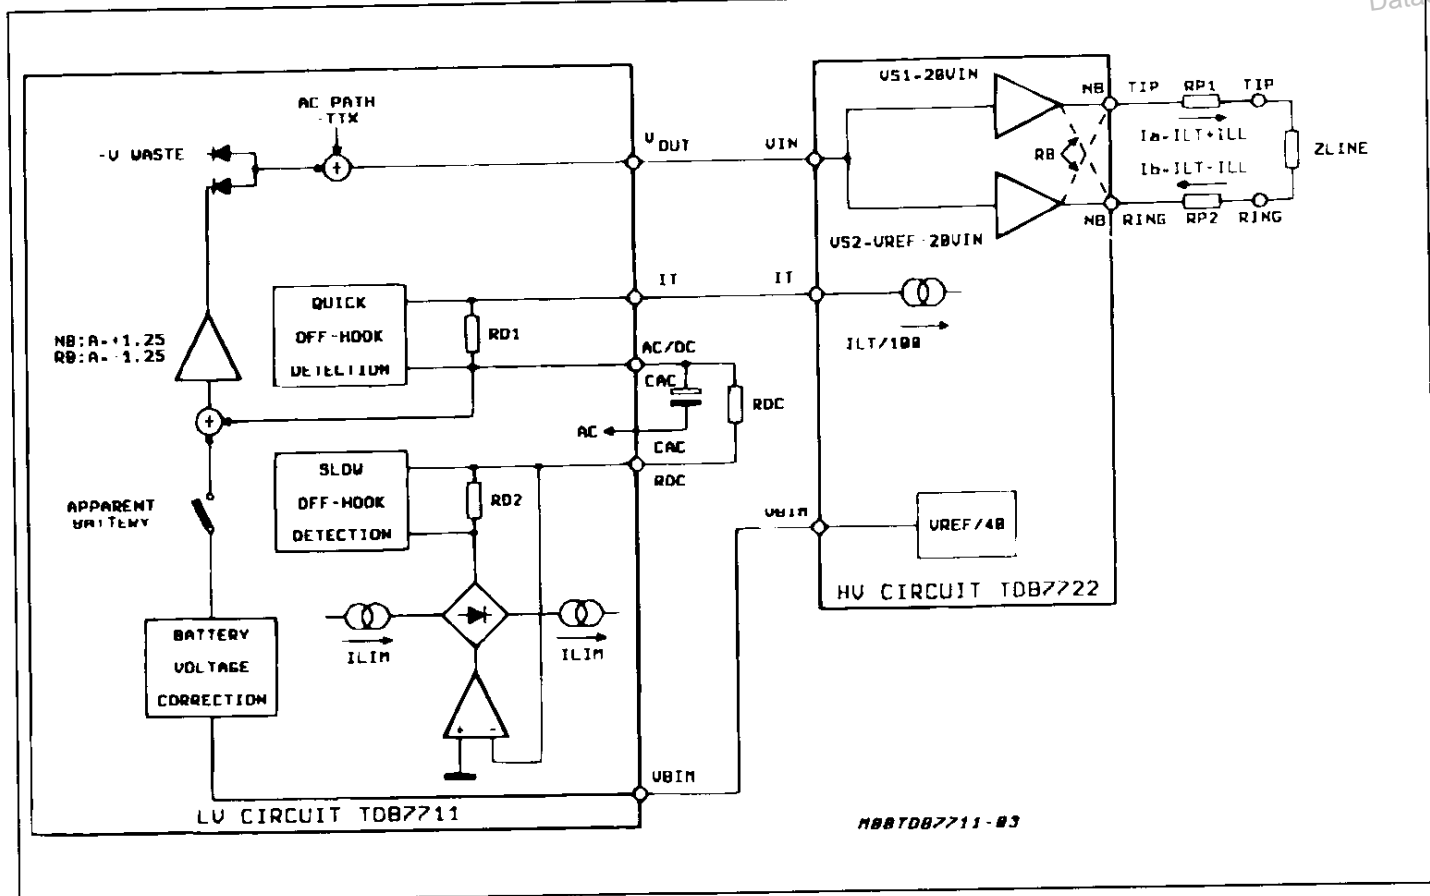 Data
AC PATH
-TTX
-V WASTE
VOUT
VIN
VS1-20VIN
NB
TIP
RP1
TIP
Ia-ILT+ILL
RB
ZLINE
Ib-ILT-ILL
NB
RING
RP2
RING
VS2-VREF-20VIN
IT
IT
QUICK
OFF-HOOK
DETECTION
RD1
NB:A-+1.25
RB:A--1.25
ILT/100
AC/DC
CAC
RDC
AC
CAC
RDC
SLOW
OFF-HOOK
DETECTION
RD2
APPARENT
BATTERY
VBIM
VREF/40
HV CIRCUIT TDB7722
BATTERY
VOLTAGE
CORRECTION
ILIM
ILIM
+
-
VBIM
LV CIRCUIT TDB7711
M88TDB7711-03